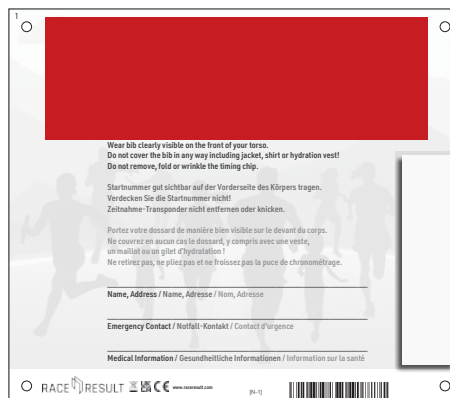 1
Wear bib clearly visible on the front of your torso.
Do not cover the bib in any way including jacket, shirt or hydration vest!
Do not remove, fold or wrinkle the timing chip.
Startnummer gut sichtbar auf der Vorderseite des Körpers tragen.
Verdecken Sie die Startnummer nicht!
Zeitnahme-Transponder nicht entfernen oder knicken.
Portez votre dossard de manière bien visible sur le devant du corps.
Ne couvrez en aucun cas le dossard, y compris avec une veste,
un maillot ou un gilet d'hydratation !
Ne retirez pas, ne pliez pas et ne froissez pas la puce de chronométrage.
Name, Address / Name, Adresse / Nom, Adresse
Emergency Contact / Notfall-Kontakt / Contact d'urgence
Medical Information / Gesundheitliche Informationen / Information sur la santé
RACE RESULT UK CA CE www.raceresult.com [N-1]